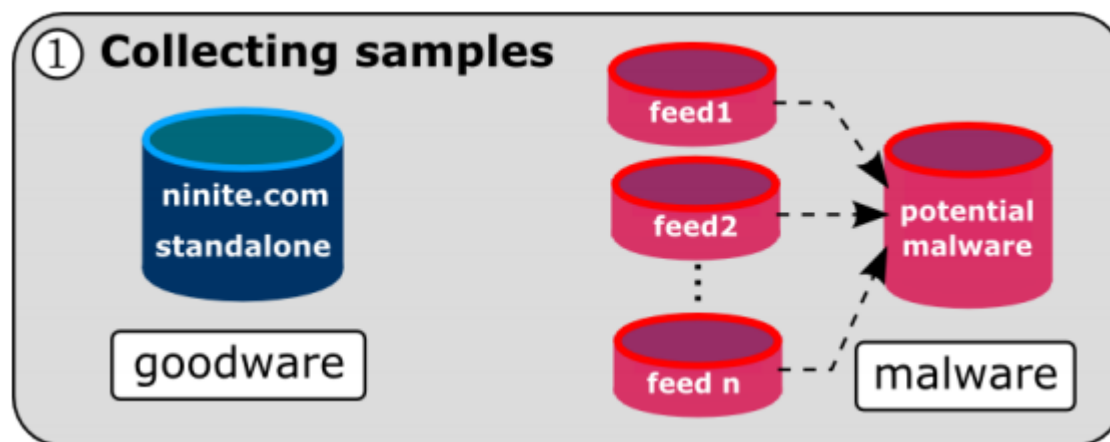 ① Collecting samples
ninite.com
standalone
goodware
feed1
feed2
feed n
potential
malware
malware